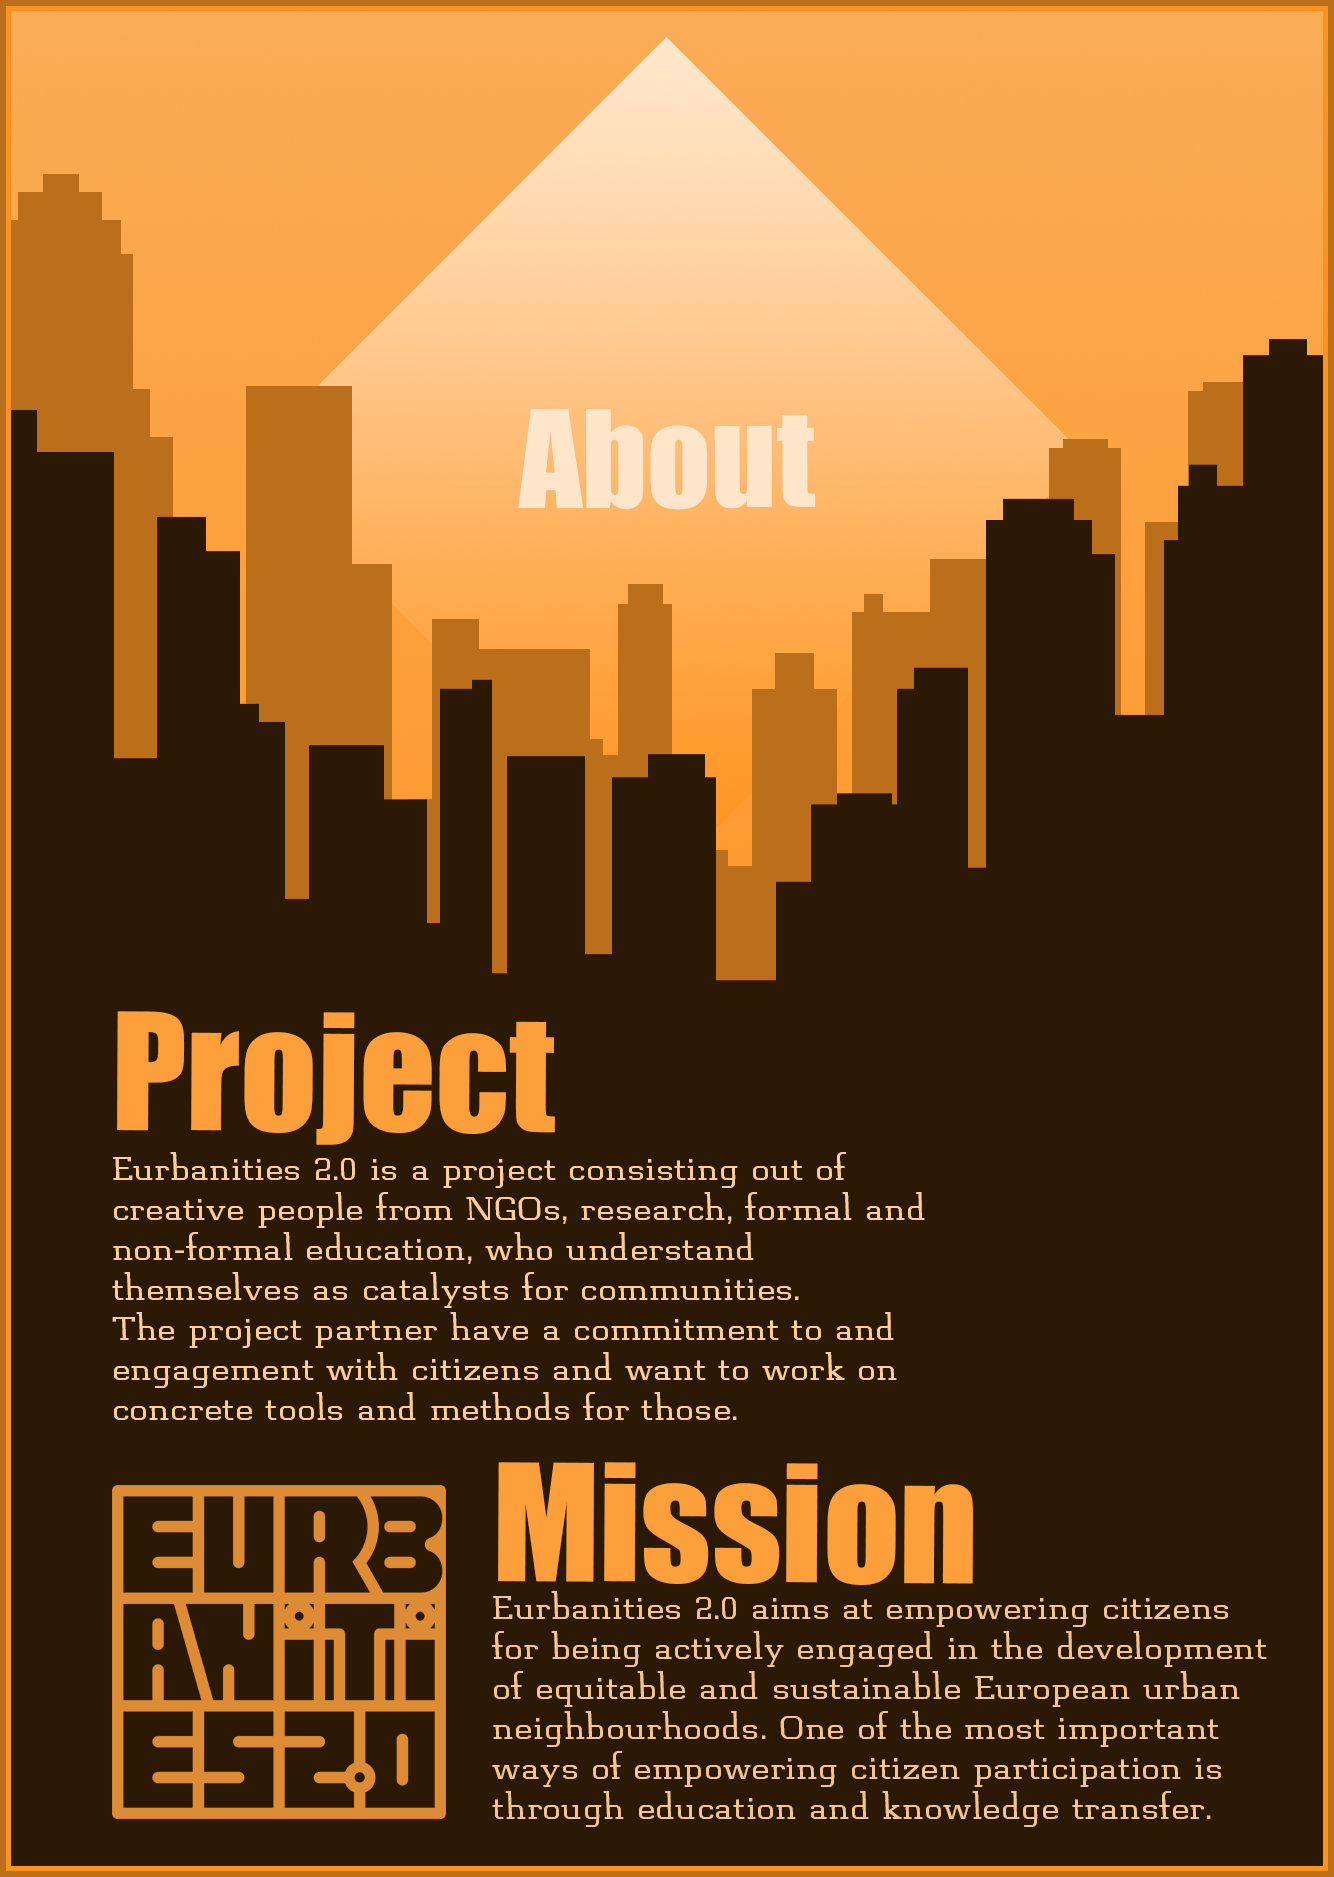 About
Project
Eurbanities 2.0 is a project consisting out of
creative people from NGOs, research, formal and
non-formal education, who understand
themselves as catalysts for communities.
The project partner have a commitment to and
engagement with citizens and want to work on
concrete tools and methods for those.
Mission
Eurbanities 2.0 aims at empowering citizens
for being actively engaged in the development
of equitable and sustainable European urban
neighbourhoods. One of the most important
ways of empowering citizen participation is
through education and knowledge transfer.
EURB
ANiTi
ES2.0